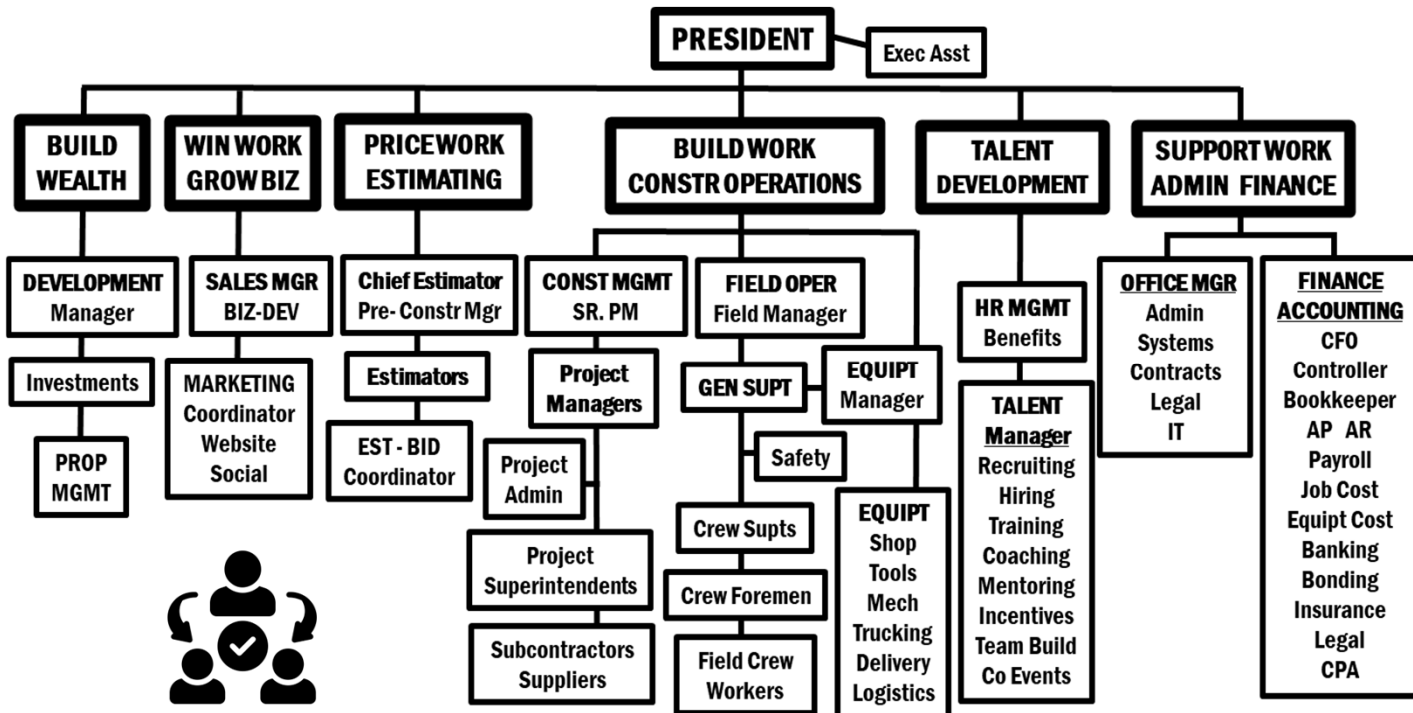 PRESIDENT
Exec Asst
BUILD
WEALTH
WIN WORK
GROW BIZ
PRICEWORK
ESTIMATING
BUILD WORK
CONSTR OPERATIONS
TALENT
DEVELOPMENT
SUPPORT WORK
ADMIN FINANCE
DEVELOPMENT
Manager
Investments
PROP
MGMT
SALES MGR
BIZ-DEV
MARKETING
Coordinator
Website
Social
Chief Estimator
Pre- Constr Mgr
Estimators
EST - BID
Coordinator
CONST MGMT
SR. PM
Project
Managers
Project
Admin
Project
Superintendents
Subcontractors
Suppliers
FIELD OPER
Field Manager
GEN SUPT
Safety
Crew Supts
Crew Foremen
Field Crew
Workers
EQUIPT
Manager
EQUIPT
Shop
Tools
Mech
Trucking
Delivery
Logistics
HR MGMT
Benefits
TALENT
Manager
Recruiting
Hiring
Training
Coaching
Mentoring
Incentives
Team Build
Co Events
OFFICE MGR
Admin
Systems
Contracts
Legal
IT
FINANCE
ACCOUNTING
CFO
Controller
Bookkeeper
AP AR
Payroll
Job Cost
Equipt Cost
Banking
Bonding
Insurance
Legal
CPA